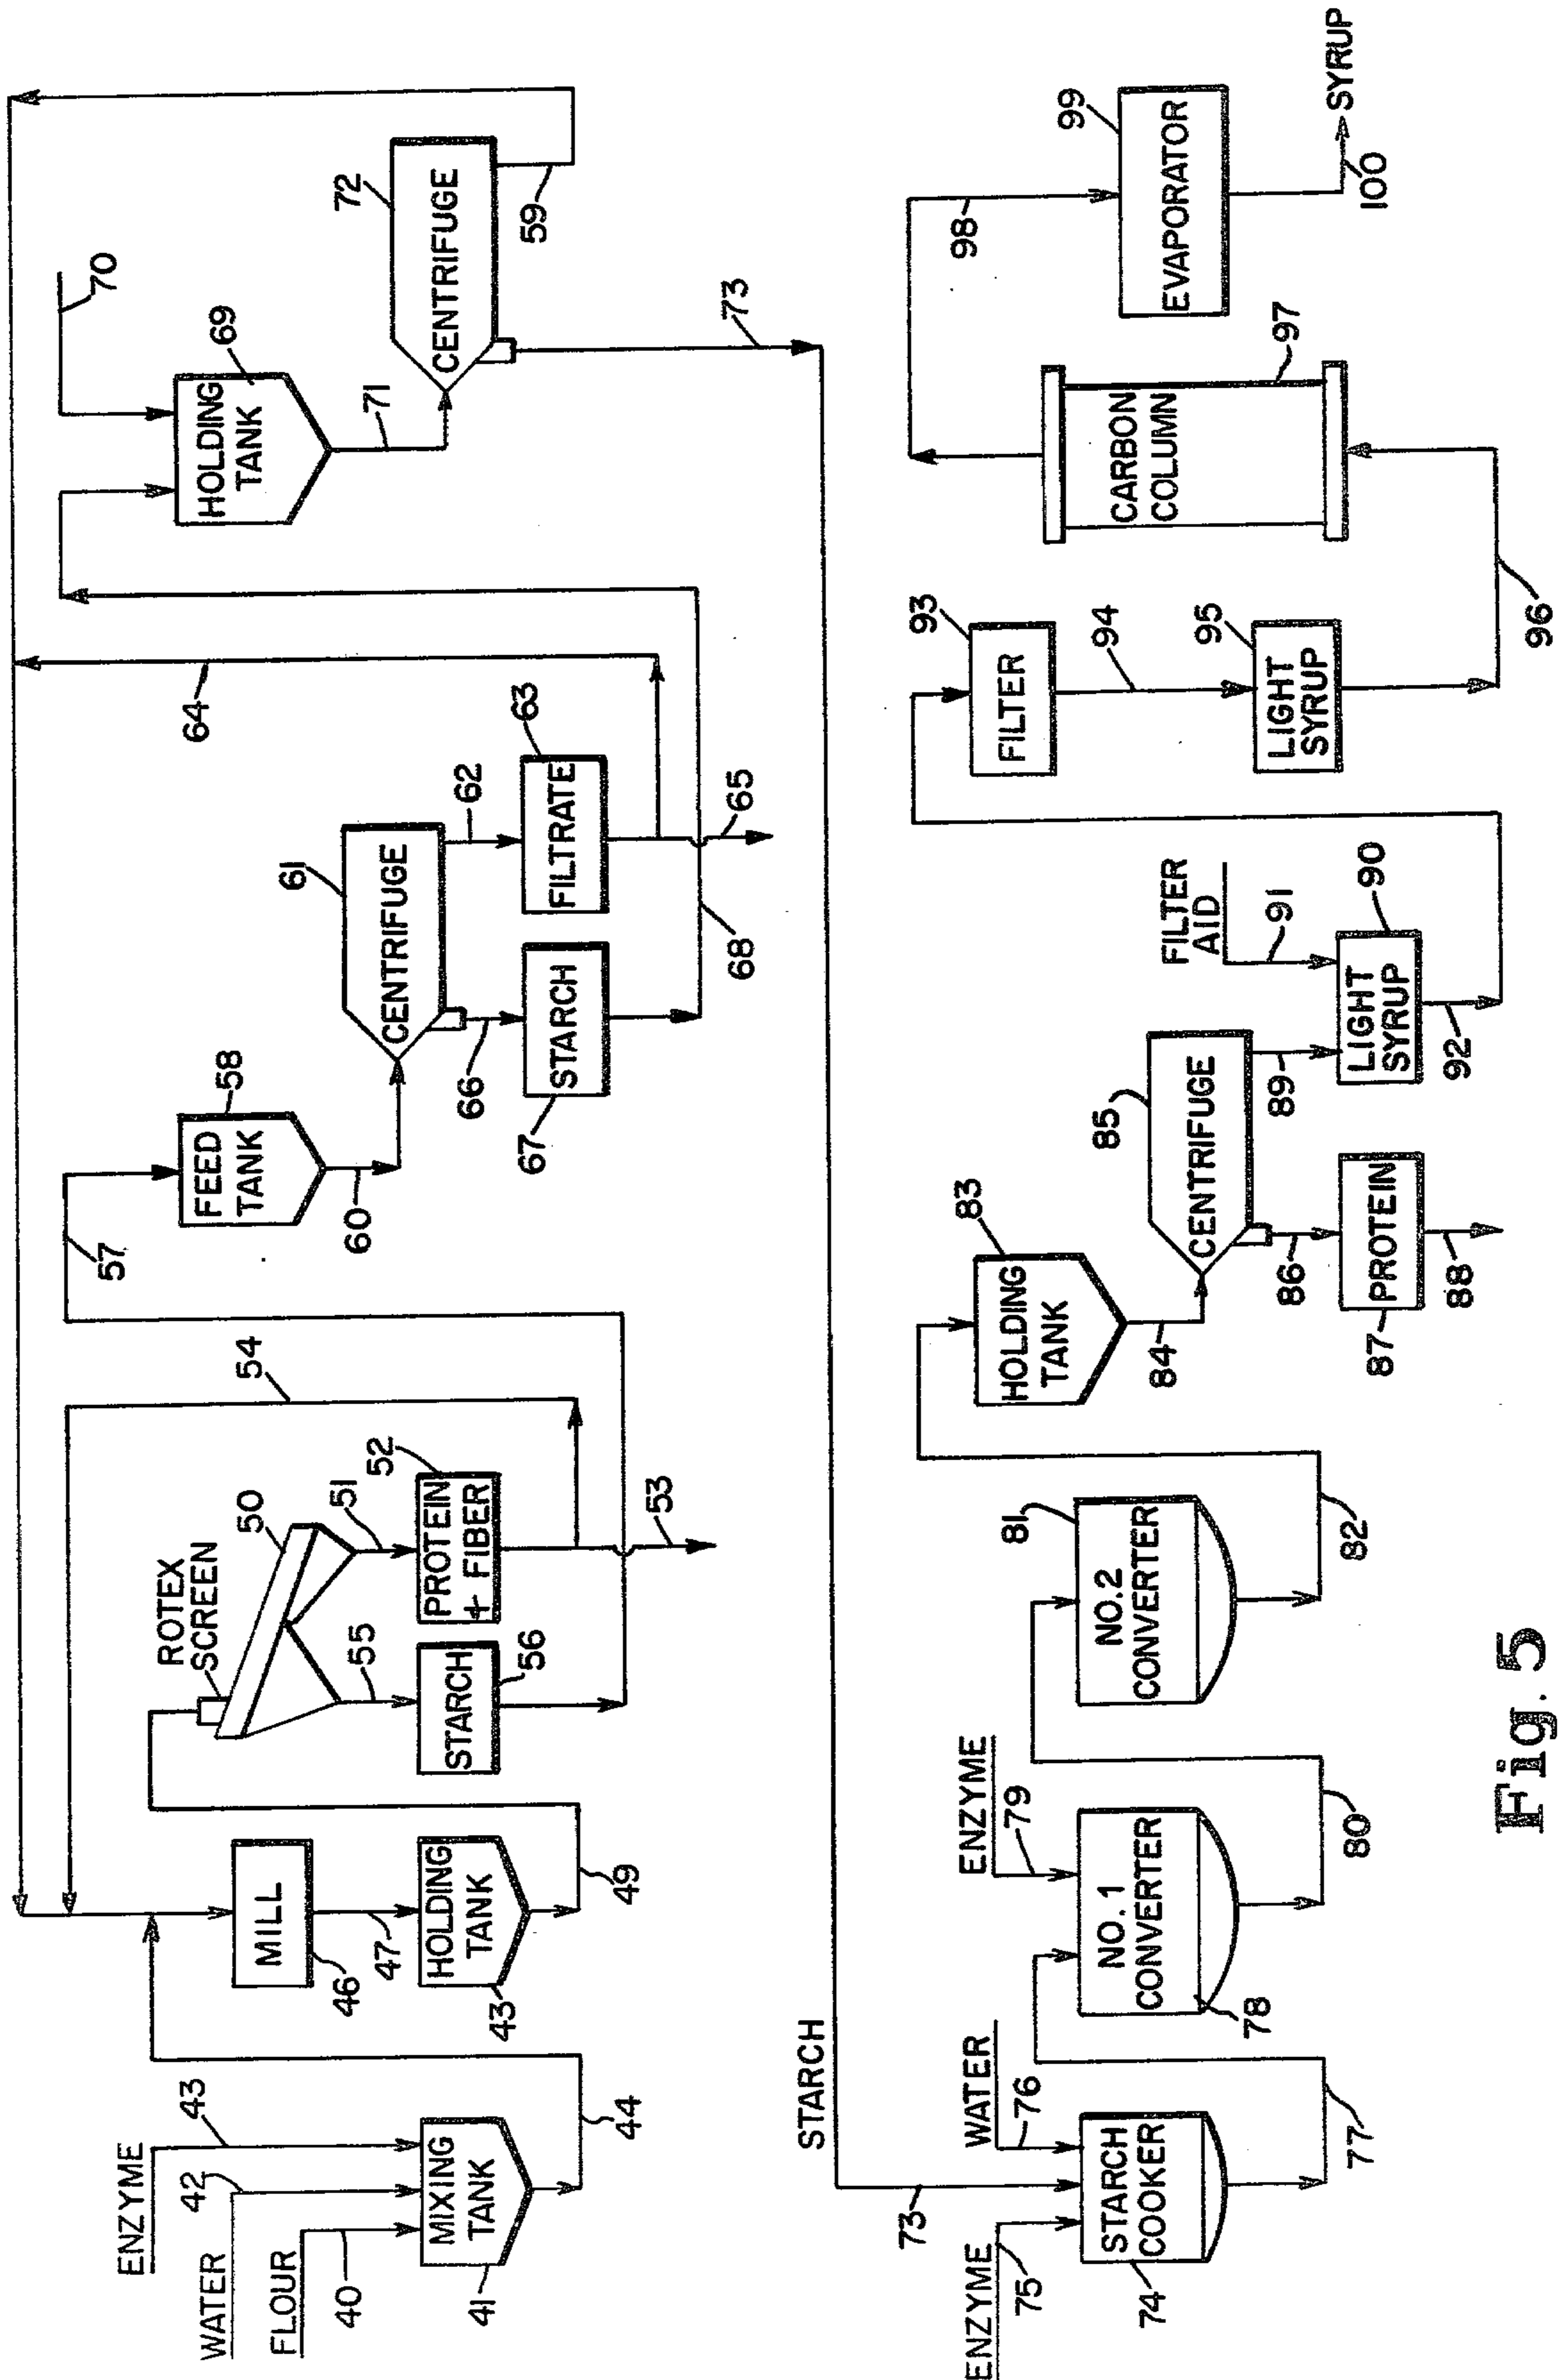 ENZYME
43
42
WATER
FLOUR
40
MIXING
TANK
41
44
MILL
46
47
HOLDING
TANK
43
49
ROTEX
SCREEN
50
51
55
PROTEIN
+ FIBER
52
53
54
STARCH
56
57
FEED
TANK
58
60
CENTRIFUGE
61
62
66
STARCH
67
FILTRATE
63
64
65
68
70
HOLDING
TANK
69
71
CENTRIFUGE
72
59
73
STARCH
73
ENZYME
75
WATER
76
STARCH
COOKER
74
77
ENZYME
79
NO. 1
CONVERTER
78
80
NO. 2
CONVERTER
81
82
HOLDING
TANK
83
84
CENTRIFUGE
85
86
PROTEIN
87
88
89
FILTER
AID
91
LIGHT
SYRUP
90
92
FILTER
93
94
LIGHT
SYRUP
95
96
CARBON
COLUMN
97
98
EVAPORATOR
99
100
SYRUP
Fig. 5